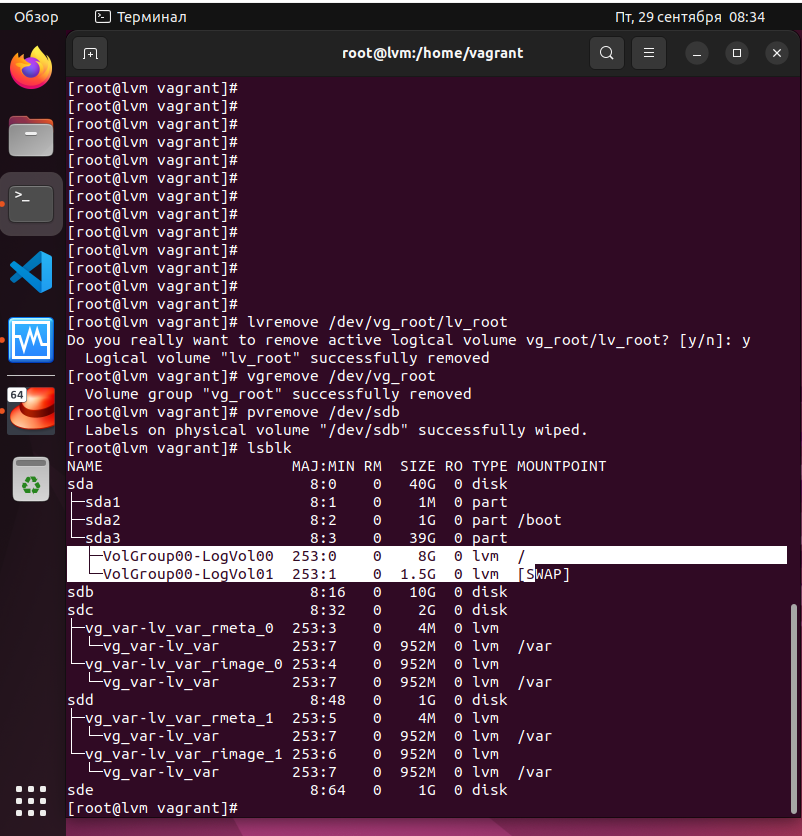 Обзор Терминал Пт, 29 сентября 08:34
root@lvm:/home/vagrant
[root@lvm vagrant]#
[root@lvm vagrant]#
[root@lvm vagrant]#
[root@lvm vagrant]#
[root@lvm vagrant]#
[root@lvm vagrant]#
[root@lvm vagrant]#
[root@lvm vagrant]#
[root@lvm vagrant]#
[root@lvm vagrant]#
[root@lvm vagrant]#
[root@lvm vagrant]#
[root@lvm vagrant]#
[root@lvm vagrant]# lvremove /dev/vg_root/lv_root
Do you really want to remove active logical volume vg_root/lv_root? [y/n]: y
  Logical volume "lv_root" successfully removed
[root@lvm vagrant]# vgremove /dev/vg_root
  Volume group "vg_root" successfully removed
[root@lvm vagrant]# pvremove /dev/sdb
  Labels on physical volume "/dev/sdb" successfully wiped.
[root@lvm vagrant]# lsblk
NAME                     MAJ:MIN RM  SIZE RO TYPE MOUNTPOINT
sda                        8:0    0   40G  0 disk
├─sda1                     8:1    0    1M  0 part
├─sda2                     8:2    0    1G  0 part /boot
└─sda3                     8:3    0   39G  0 part
  ├─VolGroup00-LogVol00  253:0    0    8G  0 lvm  /
  └─VolGroup00-LogVol01  253:1    0  1.5G  0 lvm  [SWAP]
sdb                        8:16   0   10G  0 disk
sdc                        8:32   0    2G  0 disk
├─vg_var-lv_var_rmeta_0  253:3    0    4M  0 lvm
│ └─vg_var-lv_var        253:7    0  952M  0 lvm  /var
└─vg_var-lv_var_rimage_0 253:4    0  952M  0 lvm
  └─vg_var-lv_var        253:7    0  952M  0 lvm  /var
sdd                        8:48   0    1G  0 disk
├─vg_var-lv_var_rmeta_1  253:5    0    4M  0 lvm
│ └─vg_var-lv_var        253:7    0  952M  0 lvm  /var
└─vg_var-lv_var_rimage_1 253:6    0  952M  0 lvm
  └─vg_var-lv_var        253:7    0  952M  0 lvm  /var
sde                        8:64   0    1G  0 disk
[root@lvm vagrant]#
64